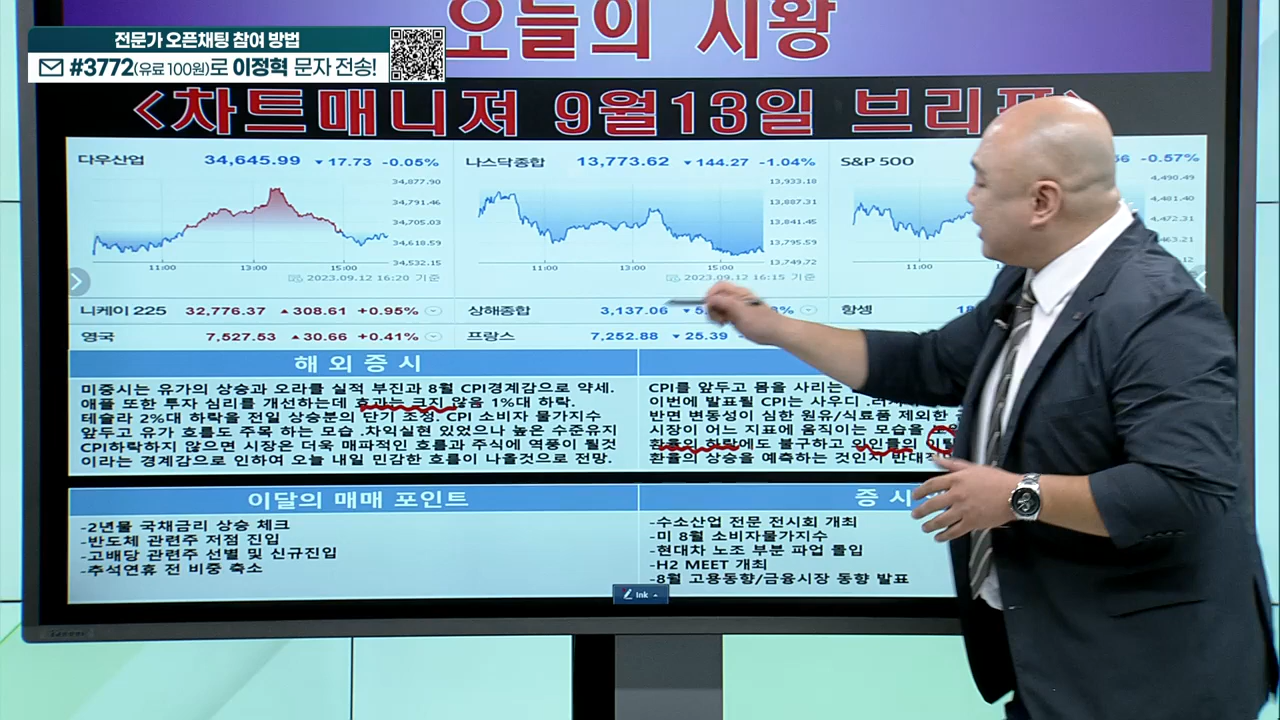 전문가 오픈채팅 참여 방법
#3772(유료 100원)로 이정혁 문자 전송!
오늘의 시황
<차트매니져 9월13일 브리
다우산업 34,645.99 ▼17.73 -0.05%
34,877.90
34,791.46
34,705.03
34,618.59
34,532.15
11:00 13:00 15:00
2023.09.12 16:20 기준
나스닥종합 13,773.62 ▼144.27 -1.04%
13,933.18
13,887.31
13,841.45
13,795.59
13,749.72
11:00 13:00 15:00
2023.09.12 16:15 기준
S&P 500 -0.57%
4,490.49
4,481.40
4,472.31
11:00
니케이 225 32,776.37 ▲308.61 +0.95%
상해종합 3,137.06 ▼
항셍
영국 7,527.53 ▲30.66 +0.41%
프랑스 7,252.88 ▼25.39
해외증시
미중시는 유가의 상승과 오라클 실적 부진과 8월 CPI경계감으로 약세.
애플 또한 투자 심리를 개선하는데 효과는 크지 않음 1%대 하락.
테슬라 2%대 하락을 전일 상승분의 단기 조정. CPI 소비자 물가지수
앞두고 유가 흐름도 주목 하는 모습 .차익실현 있었으나 높은 수준유지
CPI하락하지 않으면 시장은 더욱 매파적인 흐름과 주식에 역풍이 될것
이라는 경계감으로 인하여 오늘 내일 민감한 흐름이 나올것으로 전망.
CPI를 앞두고 몸을 사리는
이번에 발표될 CPI는 사우디
반면 변동성이 심한 원유/식료품 제외한
시장이 어느 지표에 움직이는 모습을
환율의 하락에도 불구하고 외인들의
환율의 상승을 예측하는 것인지
이달의 매매 포인트
-2년물 국채금리 상승 체크
-반도체 관련주 저점 진입
-고배당 관련주 선별 및 신규진입
-추석연휴 전 비중 축소
증시
-수소산업 전문 전시회 개최
-미 8월 소비자물가지수
-현대차 노조 부분 파업 돌입
-H2 MEET 개최
-8월 고용동향/금융시장 동향 발표
Ink